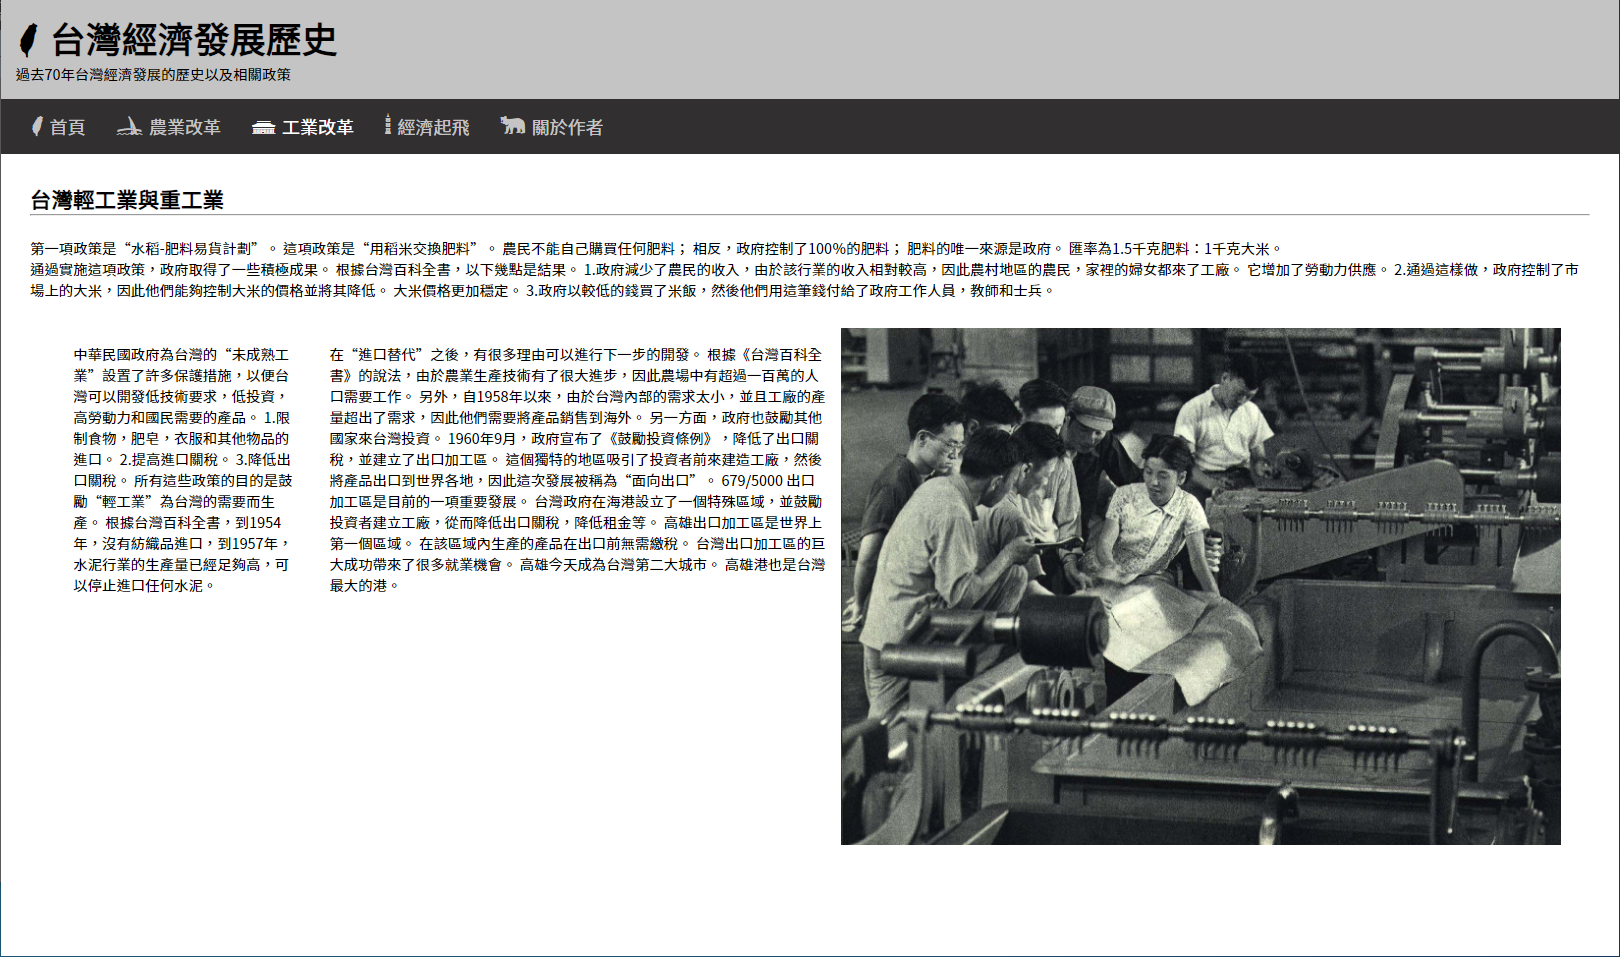 台灣經濟發展歷史
過去70年台灣經濟發展的歷史以及相關政策
首頁
農業改革
工業改革
經濟起飛
關於作者
台灣輕工業與重工業
第一項政策是“水稻-肥料易貨計劃”。 這項政策是“用稻米交換肥料”。 農民不能自己購買任何肥料； 相反，政府控制了100％的肥料； 肥料的唯一來源是政府。 匯率為1.5千克肥料：1千克大米。
通過實施這項政策，政府取得了一些積極成果。 根據台灣百科全書，以下幾點是結果。 1.政府減少了農民的收入，由於該行業的收入相對較高，因此農村地區的農民，家裡的婦女都來了工廠。 它增加了勞動力供應。 2.通過這樣做，政府控制了市
場上的大米，因此他們能夠控制大米的價格並將其降低。 大米價格更加穩定。 3.政府以較低的錢買了米飯，然後他們用這筆錢付給了政府工作人員，教師和士兵。
中華民國政府為台灣的“未成熟工
業”設置了許多保護措施，以便台
灣可以開發低技術要求，低投資，
高勞動力和國民需要的產品。 1.限
制食物，肥皂，衣服和其他物品的
進口。 2.提高進口關稅。 3.降低出
口關稅。 所有這些政策的目的是鼓
勵“輕工業”為台灣的需要而生
產。 根據台灣百科全書，到1954
年，沒有紡織品進口，到1957年，
水泥行業的生產量已經足夠高，可
以停止進口任何水泥。
在“進口替代”之後，有很多理由可以進行下一步的開發。 根據《台灣百科全
書》的說法，由於農業生產技術有了很大進步，因此農場中有超過一百萬的人
口需要工作。 另外，自1958年以來，由於台灣內部的需求太小，並且工廠的產
量超出了需求，因此他們需要將產品銷售到海外。 另一方面，政府也鼓勵其他
國家來台灣投資。 1960年9月，政府宣布了《鼓勵投資條例》，降低了出口關
稅，並建立了出口加工區。 這個獨特的地區吸引了投資者前來建造工廠，然後
將產品出口到世界各地，因此這次發展被稱為“面向出口”。 679/5000 出口
加工區是目前的一項重要發展。 台灣政府在海港設立了一個特殊區域，並鼓勵
投資者建立工廠，從而降低出口關稅，降低租金等。 高雄出口加工區是世界上
第一個區域。 在該區域內生產的產品在出口前無需繳稅。 台灣出口加工區的巨
大成功帶來了很多就業機會。 高雄今天成為台灣第二大城市。 高雄港也是台灣
最大的港。